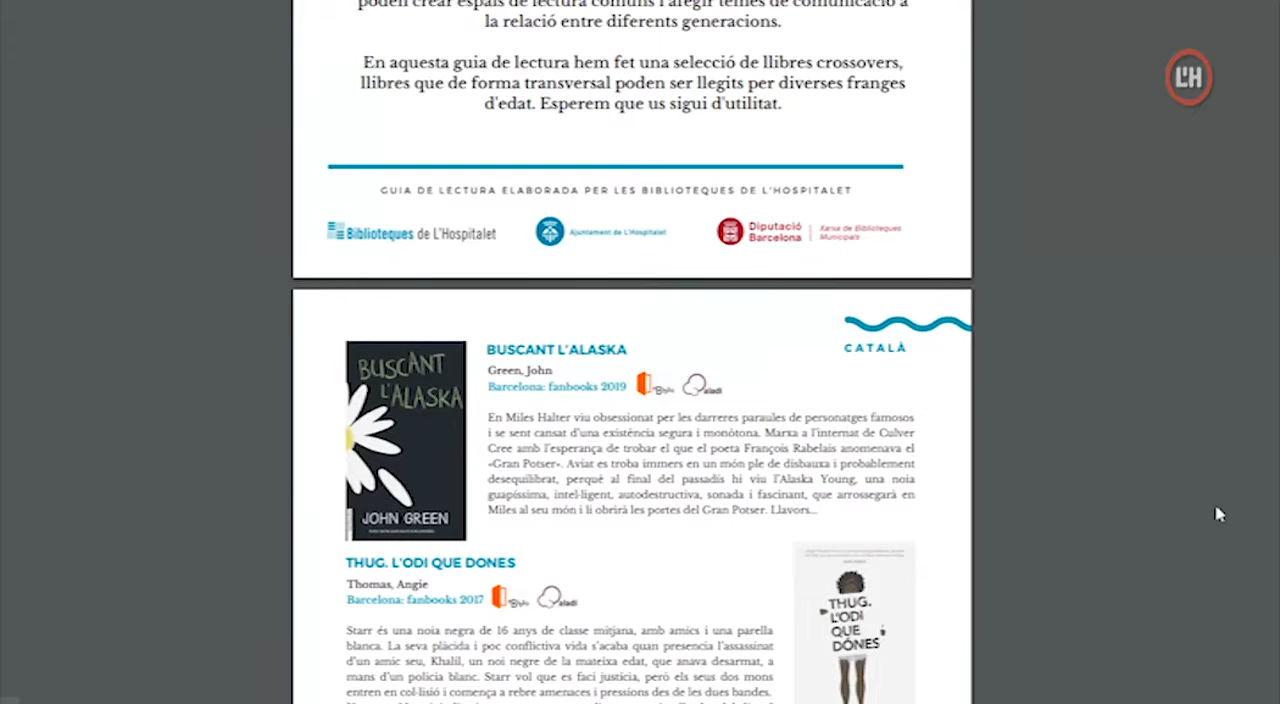 poden crear espais de lectura comuns i afegir temes de comunicació a
la relació entre diferents generacions.
En aquesta guia de lectura hem fet una selecció de llibres crossovers,
llibres que de forma transversal poden ser llegits per diverses franges
d'edat. Esperem que us sigui d'utilitat.
L'H
GUIA DE LECTURA ELABORADA PER LES BIBLIOTEQUES DE L'HOSPITALET
Biblioteques de L'Hospitalet
Ajuntament de L'Hospitalet
Diputació
Barcelona
Xarxa de Biblioteques
Municipals
CATALÀ
BUSCANT
L'ALASKA
JOHN GREEN
BUSCANT L'ALASKA
Green, John
Barcelona: fanbooks 2019
Biblio
aladi
En Miles Halter viu obsessionat per les darreres paraules de personatges famosos
i se sent cansat d'una existència segura i monòtona. Marxa a l'internat de Culver
Cree amb l'esperança de trobar el que el poeta François Rabelais anomenava el
«Gran Potser». Aviat es troba immers en un món ple de disbauxa i probablement
desequilibrat, perquè al final del passadís hi viu l'Alaska Young, una noia
guapíssima, intel·ligent, autodestructiva, sonada i fascinant, que arrossegarà en
Miles al seu món i li obrirà les portes del Gran Potser. Llavors...
THUG. L'ODI QUE DONES
Thomas, Angie
Barcelona: fanbooks 2017
Biblio
aladi
Starr és una noia negra de 16 anys de classe mitjana, amb amics i una parella
blanca. La seva plàcida i poc conflictiva vida s'acaba quan presencia l'assassinat
d'un amic seu, Khalil, un noi negre de la mateixa edat, que anava desarmat, a
mans d'un policia blanc. Starr vol que es faci justícia, però els seus dos mons
entren en col·lisió i comença a rebre amenaces i pressions des de les dues bandes.
THUG.
L'ODI
QUE
DÓNES